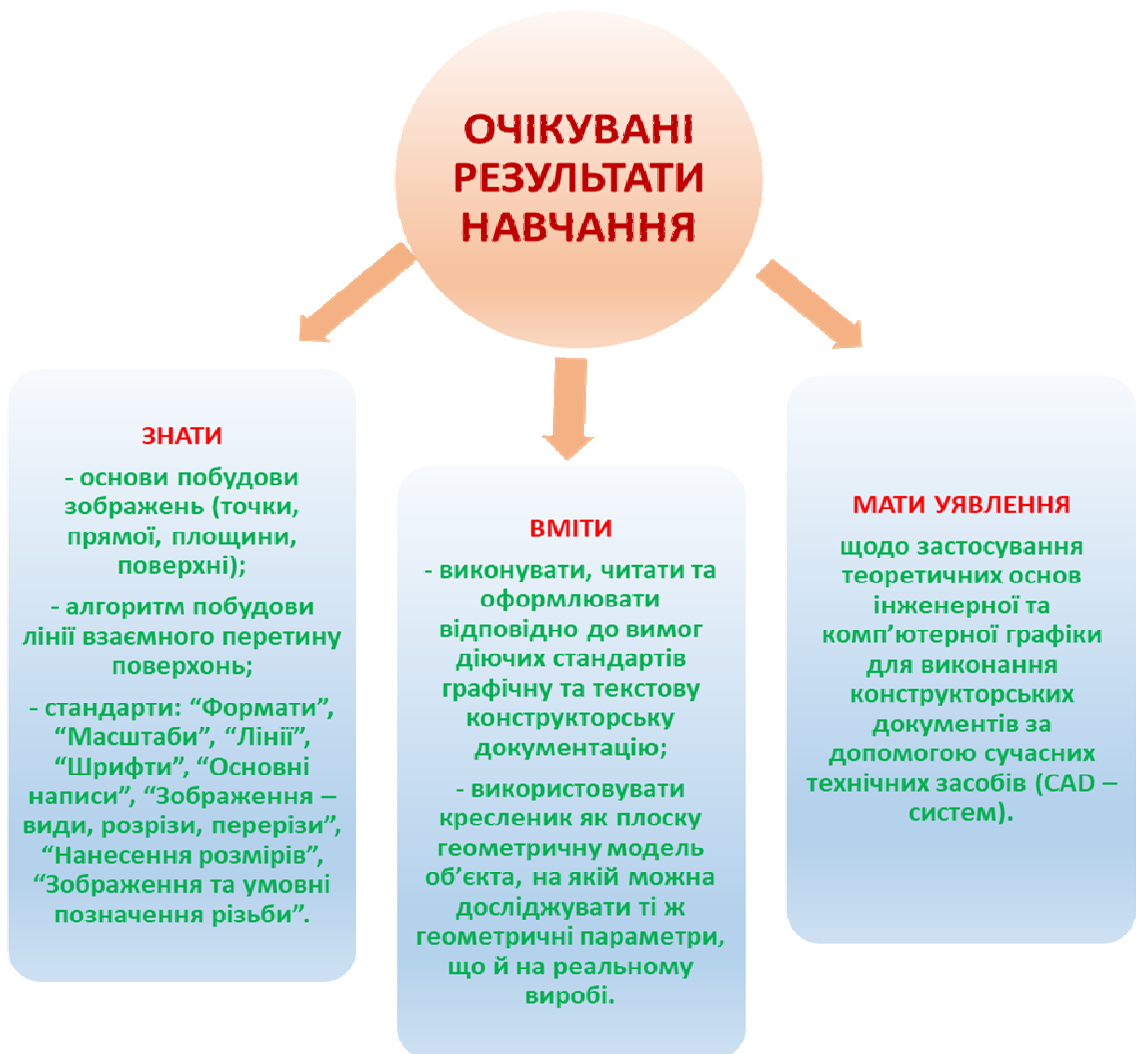 ОЧІКУВАНІ
РЕЗУЛЬТАТИ
НАВЧАННЯ
ЗНАТИ
- основи побудови
зображень (точки,
прямої, площини,
поверхні);
- алгоритм побудови
лінії взаємного перетину
поверхонь;
- стандарти: “Формати”,
“Масштаби”, “Лінії”,
“Шрифти”, “Основні
написи”, “Зображення –
види, розрізи, перерізи”,
“Нанесення розмірів”,
“Зображення та умовні
позначення різьби”.
ВМІТИ
- виконувати, читати та
оформлювати
відповідно до вимог
діючих стандартів
графічну та текстову
конструкторську
документацію;
- використовувати
кресленик як плоску
геометричну модель
об’єкта, на якій можна
досліджувати ті ж
геометричні параметри,
що й на реальному
виробі.
МАТИ УЯВЛЕННЯ
щодо застосування
теоретичних основ
інженерної та
комп’ютерної графіки
для виконання
конструкторських
документів за
допомогою сучасних
технічних засобів (CAD –
систем).